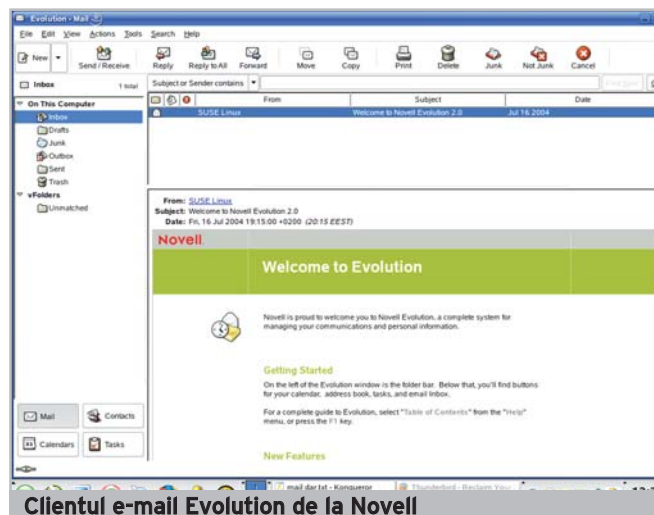 Evolution - Mail
File Edit View Actions Tools Search Help
New Send / Receive Reply Reply to All Forward Move Copy Print Delete Junk Not Junk Cancel
Inbox 1 total Subject or Sender contains
On This Computer
Inbox
Drafts
Junk
Outbox
Sent
Trash
vFolders
Unmatched
From Subject Date
SUSE Linux Welcome to Novell Evolution 2.0 Jul 16 2004
From: SUSE Linux
Subject: Welcome to Novell Evolution 2.0
Date: Fri, 16 Jul 2004 19:15:00 +0200 (20:15 EEST)
Novell
Welcome to Evolution
Novell is proud to welcome you to Novell Evolution, a complete system for
managing your communications and personal information.
Getting Started
On the left of the Evolution window is the folder bar. Below that, you'll find buttons
for your calendar, address book, tasks, and email Inbox.
For a complete guide to Evolution, select "Table of Contents" from the "Help"
menu, or press the F1 key.
New Features
Mail Contacts
Calendars Tasks
mail dar.txt - Konqueror Thunderbird - Reclaim Your
Clientul e-mail Evolution de la Novell